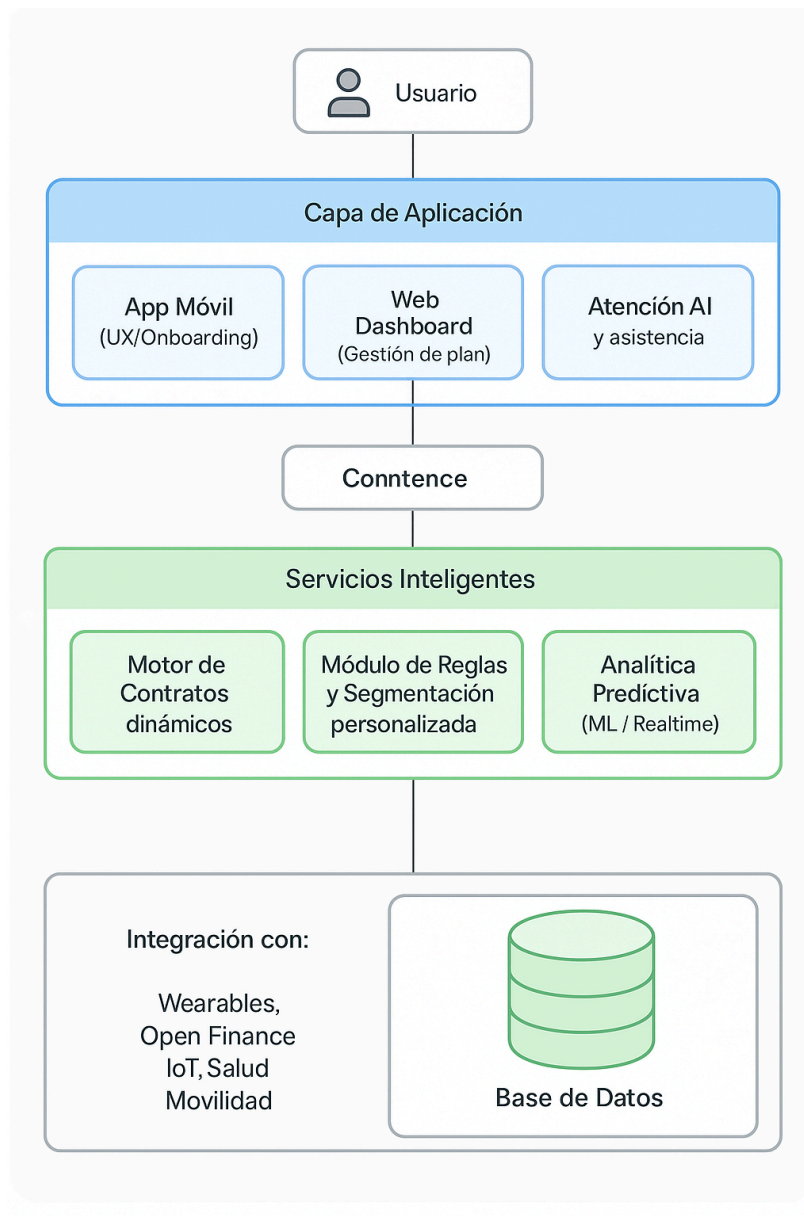 Usuario
Capa de Aplicación
App Móvil
(UX/Onboarding)
Web
Dashboard
(Gestíón de plan)
Atencíón AI
y asistencia
Conntence
Servicios Inteligentes
Motor de
Contratos
dinámicos
Módulo de Reglas
y Segmentación
personalizada
Analítica
Predíctiva
(ML / Realtime)
Integración con:
Wearables,
Open Finance
IoT, Salud
Movilidad
Base de Datos